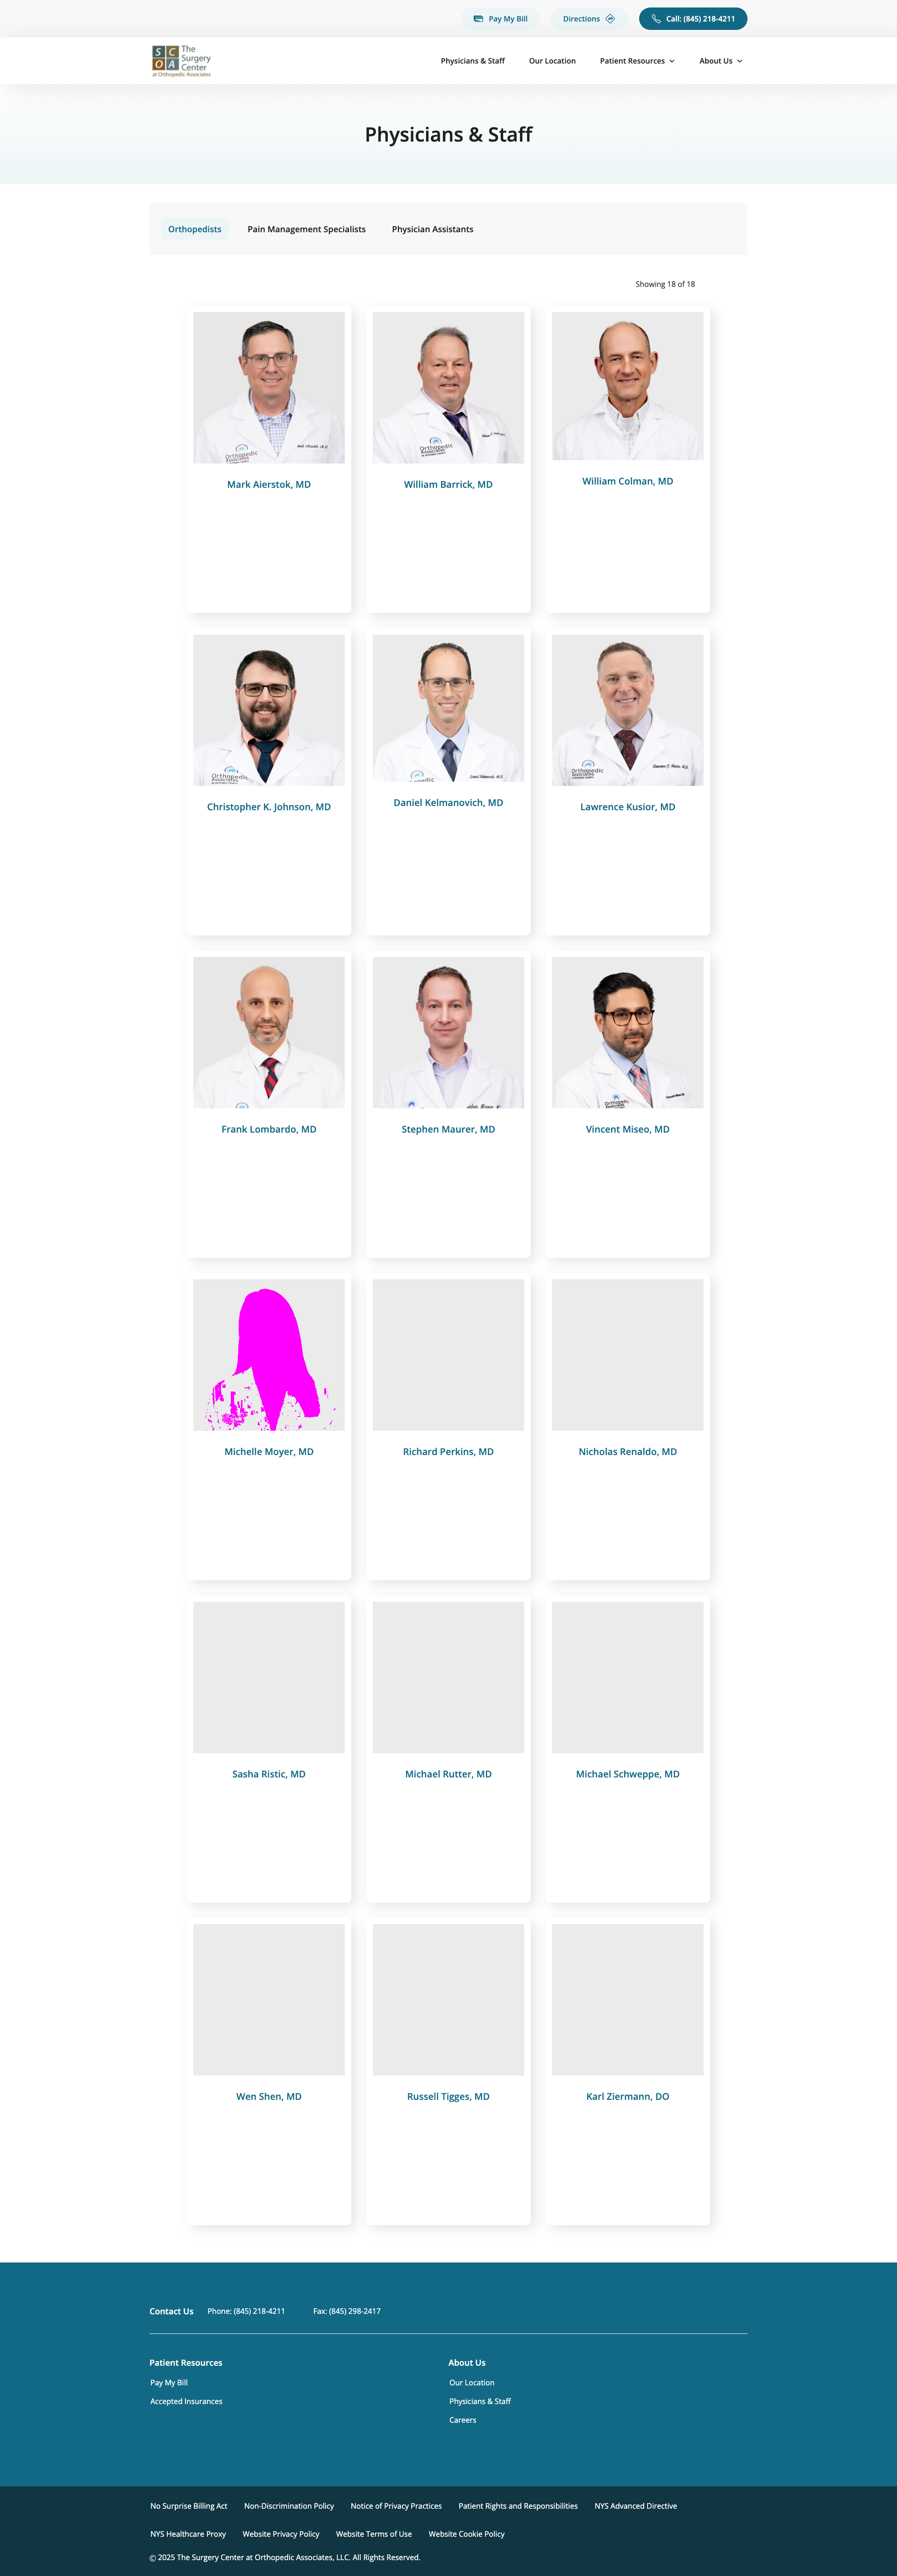 Pay My Bill
Directions
Call: (845) 218-4211
S C O A The Surgery Center at Orthopedic Associates
Physicians & Staff
Our Location
Patient Resources
About Us
Physicians & Staff
Orthopedists
Pain Management Specialists
Physician Assistants
Showing 18 of 18
Mark Aierstok, MD
William Barrick, MD
William Colman, MD
Christopher K. Johnson, MD
Daniel Kelmanovich, MD
Lawrence Kusior, MD
Frank Lombardo, MD
Stephen Maurer, MD
Vincent Miseo, MD
Michelle Moyer, MD
Richard Perkins, MD
Nicholas Renaldo, MD
Sasha Ristic, MD
Michael Rutter, MD
Michael Schweppe, MD
Wen Shen, MD
Russell Tigges, MD
Karl Ziermann, DO
Contact Us
Phone: (845) 218-4211
Fax: (845) 298-2417
Patient Resources
Pay My Bill
Accepted Insurances
About Us
Our Location
Physicians & Staff
Careers
No Surprise Billing Act
Non-Discrimination Policy
Notice of Privacy Practices
Patient Rights and Responsibilities
NYS Advanced Directive
NYS Healthcare Proxy
Website Privacy Policy
Website Terms of Use
Website Cookie Policy
© 2025 The Surgery Center at Orthopedic Associates, LLC. All Rights Reserved.